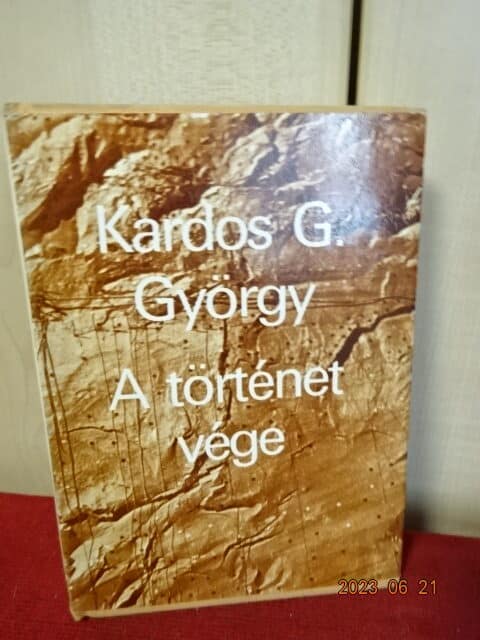 Kardos G.
György
A történet
vége
2023 06 21